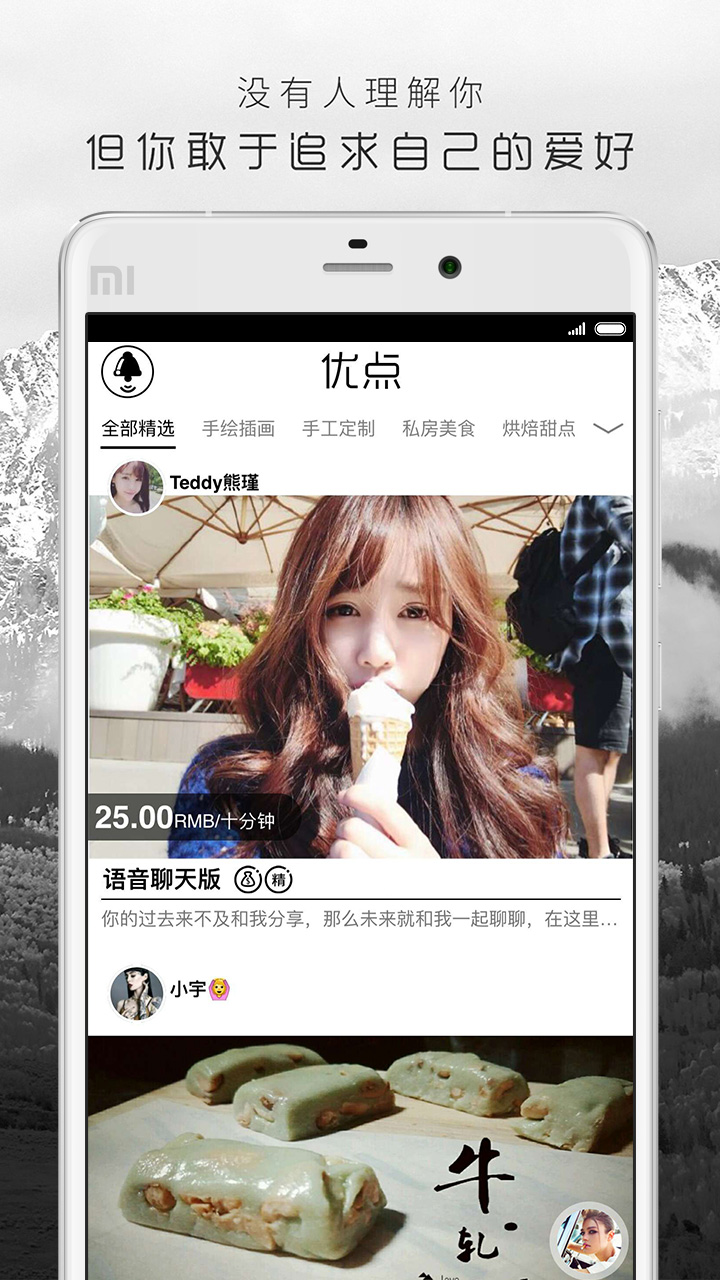 没有人理解你
但你敢于追求自己的爱好
mi
优点
全部精选 手绘插画 手工定制 私房美食 烘焙甜点
Teddy熊瑾
25.00RMB/十分钟
语音聊天版 精
你的过去来不及和我分享，那么未来就和我一起聊聊，在这里...
小宇🙆
牛
轧
Love